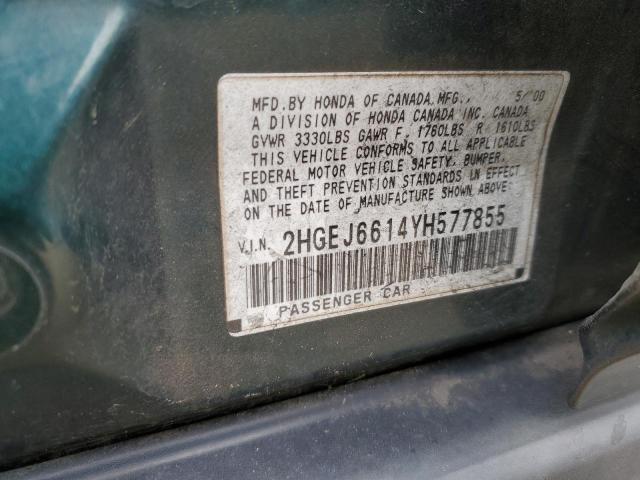 MFD.BY HONDA OF CANADA MFG., 5/00
A DIVISION OF HONDA CANADA INC. CANADA
GVWR 3330LBS GAWR F. 1760LBS R 1610LBS
THIS VEHICLE CONFORMS TO ALL APPLICABLE
FEDERAL MOTOR VEHICLE SAFETY, BUMPER,
AND THEFT PREVENTION STANDARDS IN EFFECT
ON THE DATE OF MANUFACTURE SHOWN ABOVE.
V.I.N. 2HGEJ6614YH577855
PASSENGER CAR